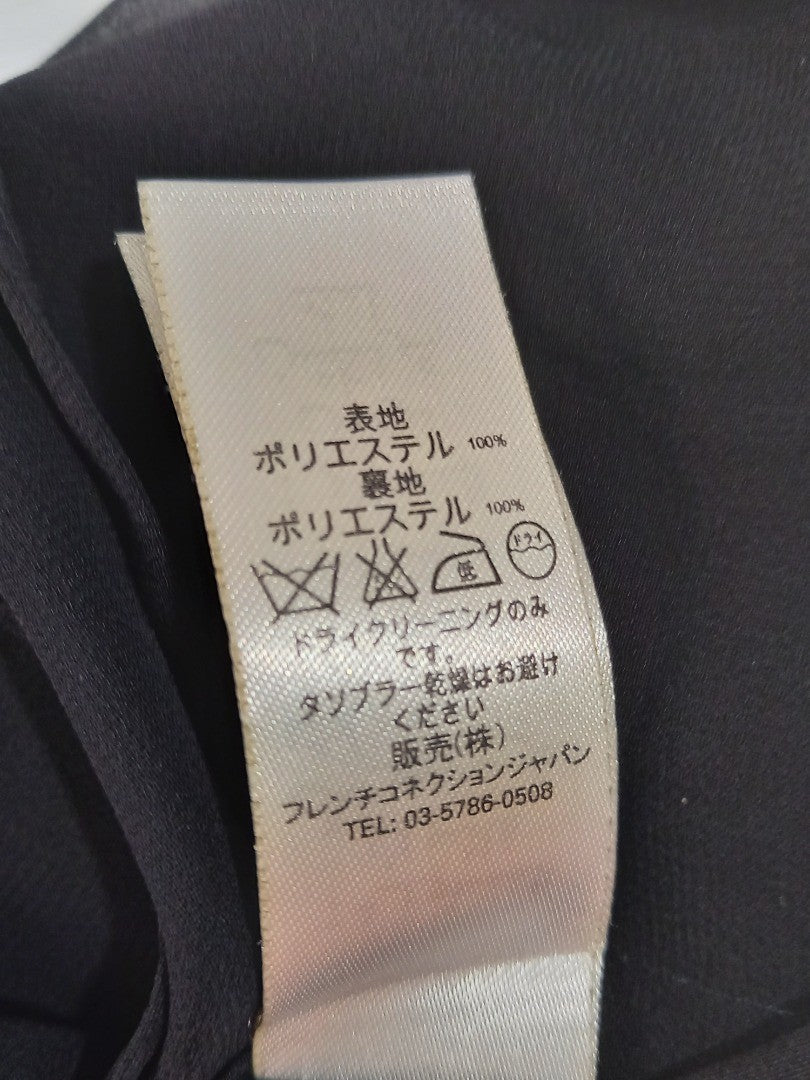 表地
ポリエステル 100%
裏地
ポリエステル 100%
低 ドライ
ドライクリーニングのみ
です。
タソブラー乾燥はお避け
ください
販売(株)
フレンチコネクションジャパン
TEL: 03-5786-0508